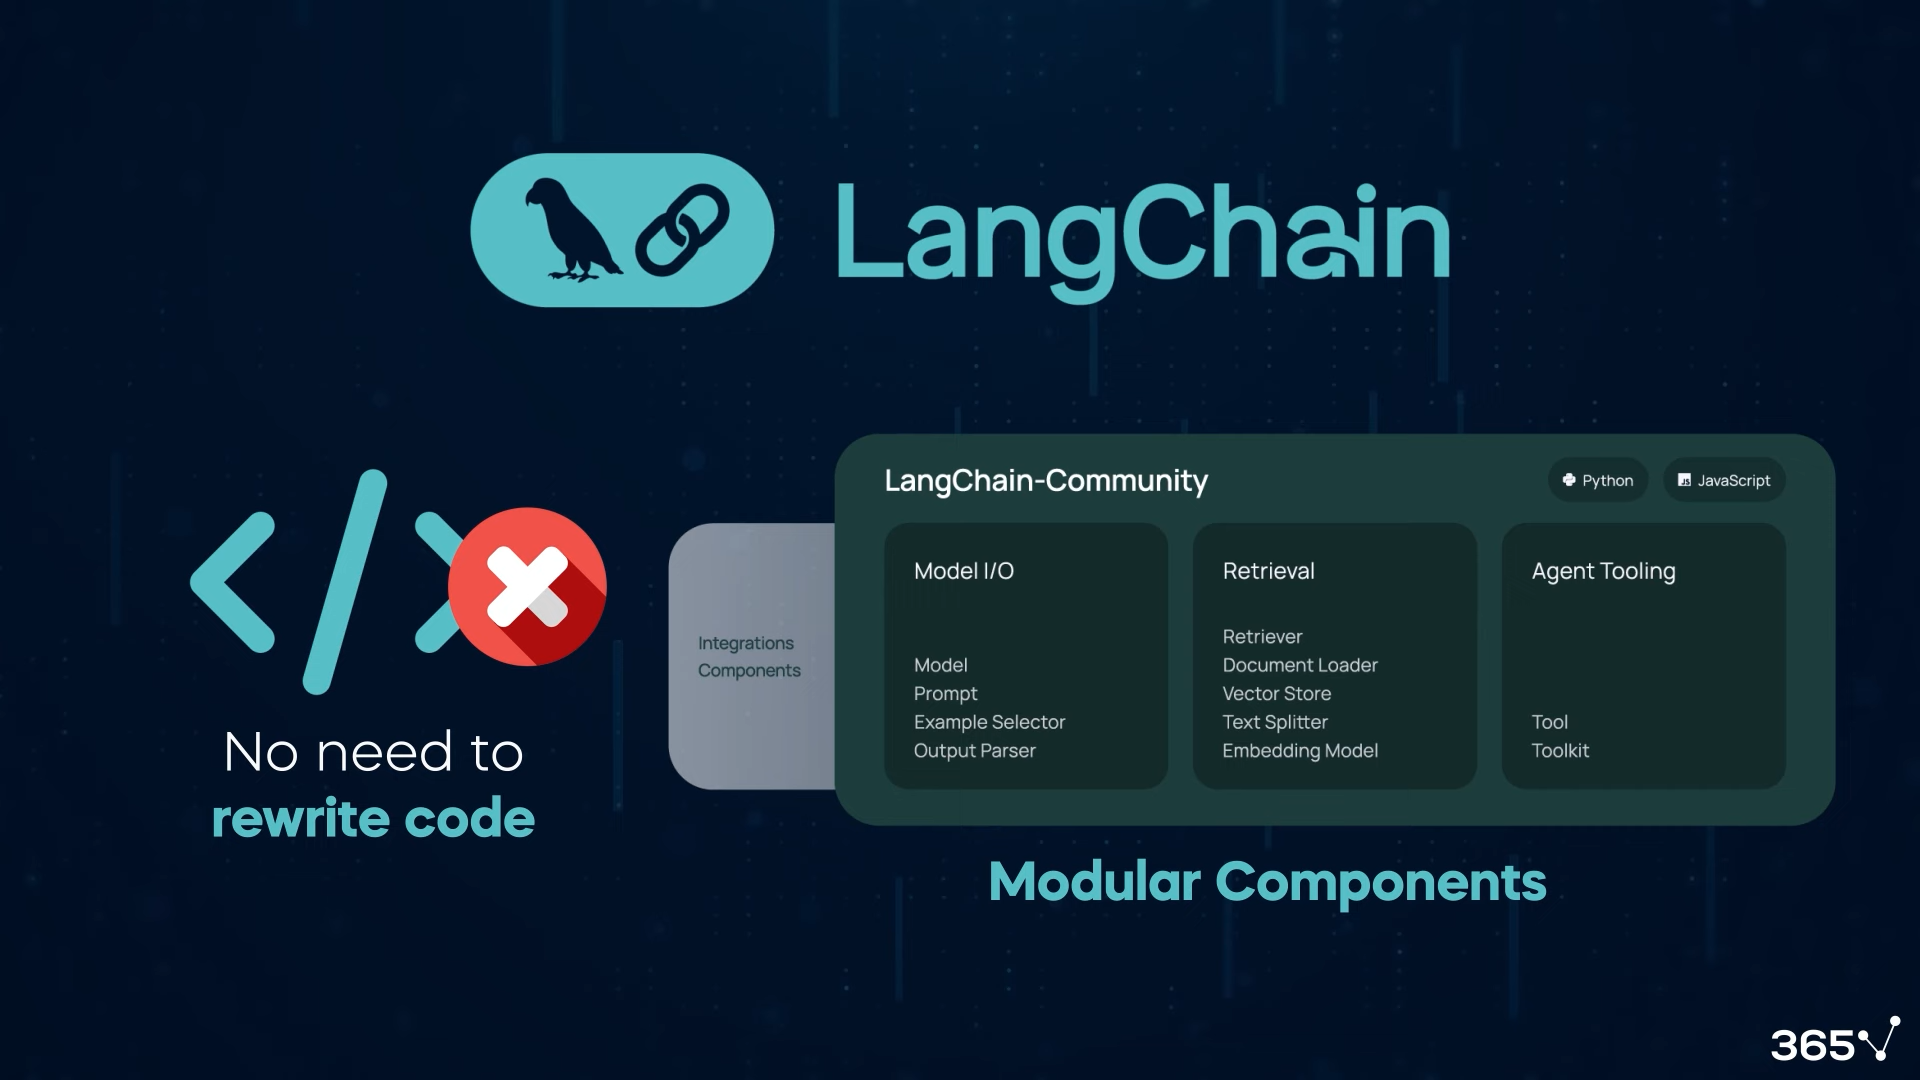 LangChain
No need to
rewrite code
Integrations
Components
LangChain-Community
Python
JavaScript
Model I/O
Model
Prompt
Example Selector
Output Parser
Retrieval
Retriever
Document Loader
Vector Store
Text Splitter
Embedding Model
Agent Tooling
Tool
Toolkit
Modular Components
365